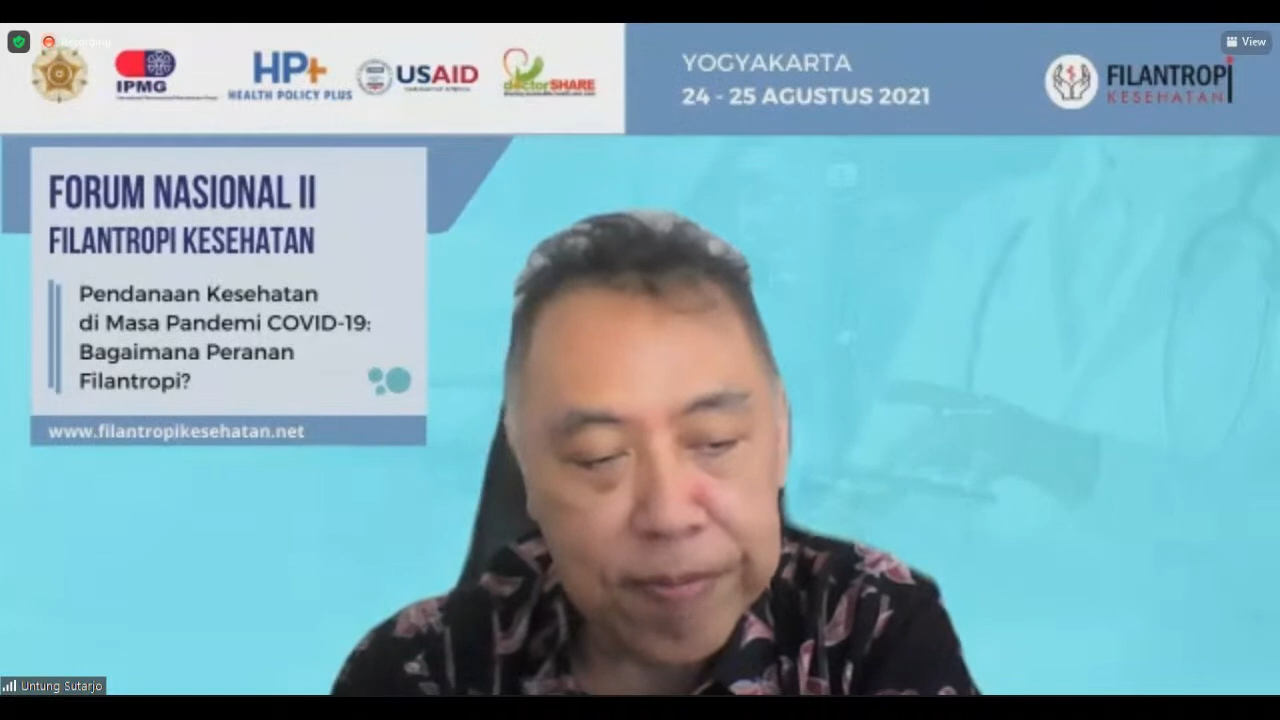 Recording
View
IPMG
HP+
HEALTH POLICY PLUS
USAID
doctorSHARE
YOGYAKARTA
24 - 25 AGUSTUS 2021
FILANTROPI
KESEHATAN
FORUM NASIONAL II
FILANTROPI KESEHATAN
Pendanaan Kesehatan
di Masa Pandemi COVID-19:
Bagaimana Peranan
Filantropi?
www.filantropikesehatan.net
Untung Sutarjo